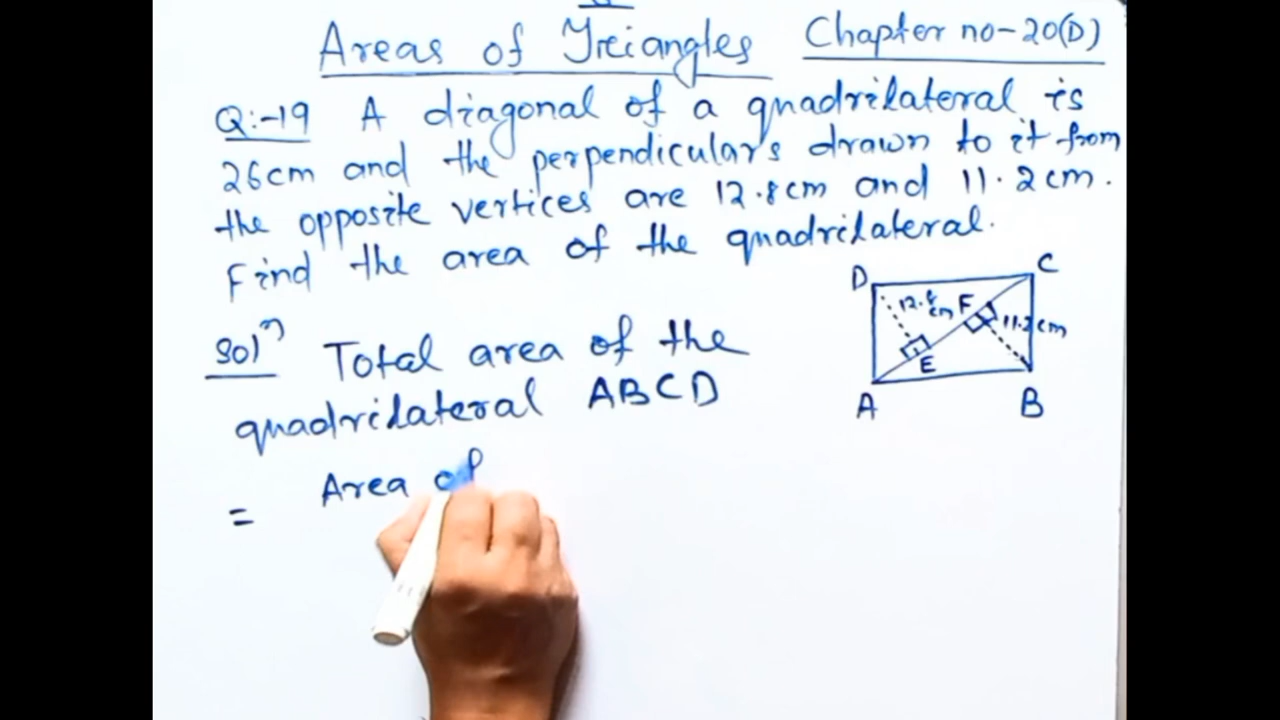 Areas of Treiangles Chapter no-20(D)
Q:-19 A diagonal of a quadrilateral is
26cm and the perpendiculars drawn to it from
the opposite vertices are 12.8cm and 11.2cm.
Find the area of the quadrilateral.
D C
12.8 cm F
11.2cm
E
A B
Sol^n) Total area of the
quadrilateral ABCD
= Area of